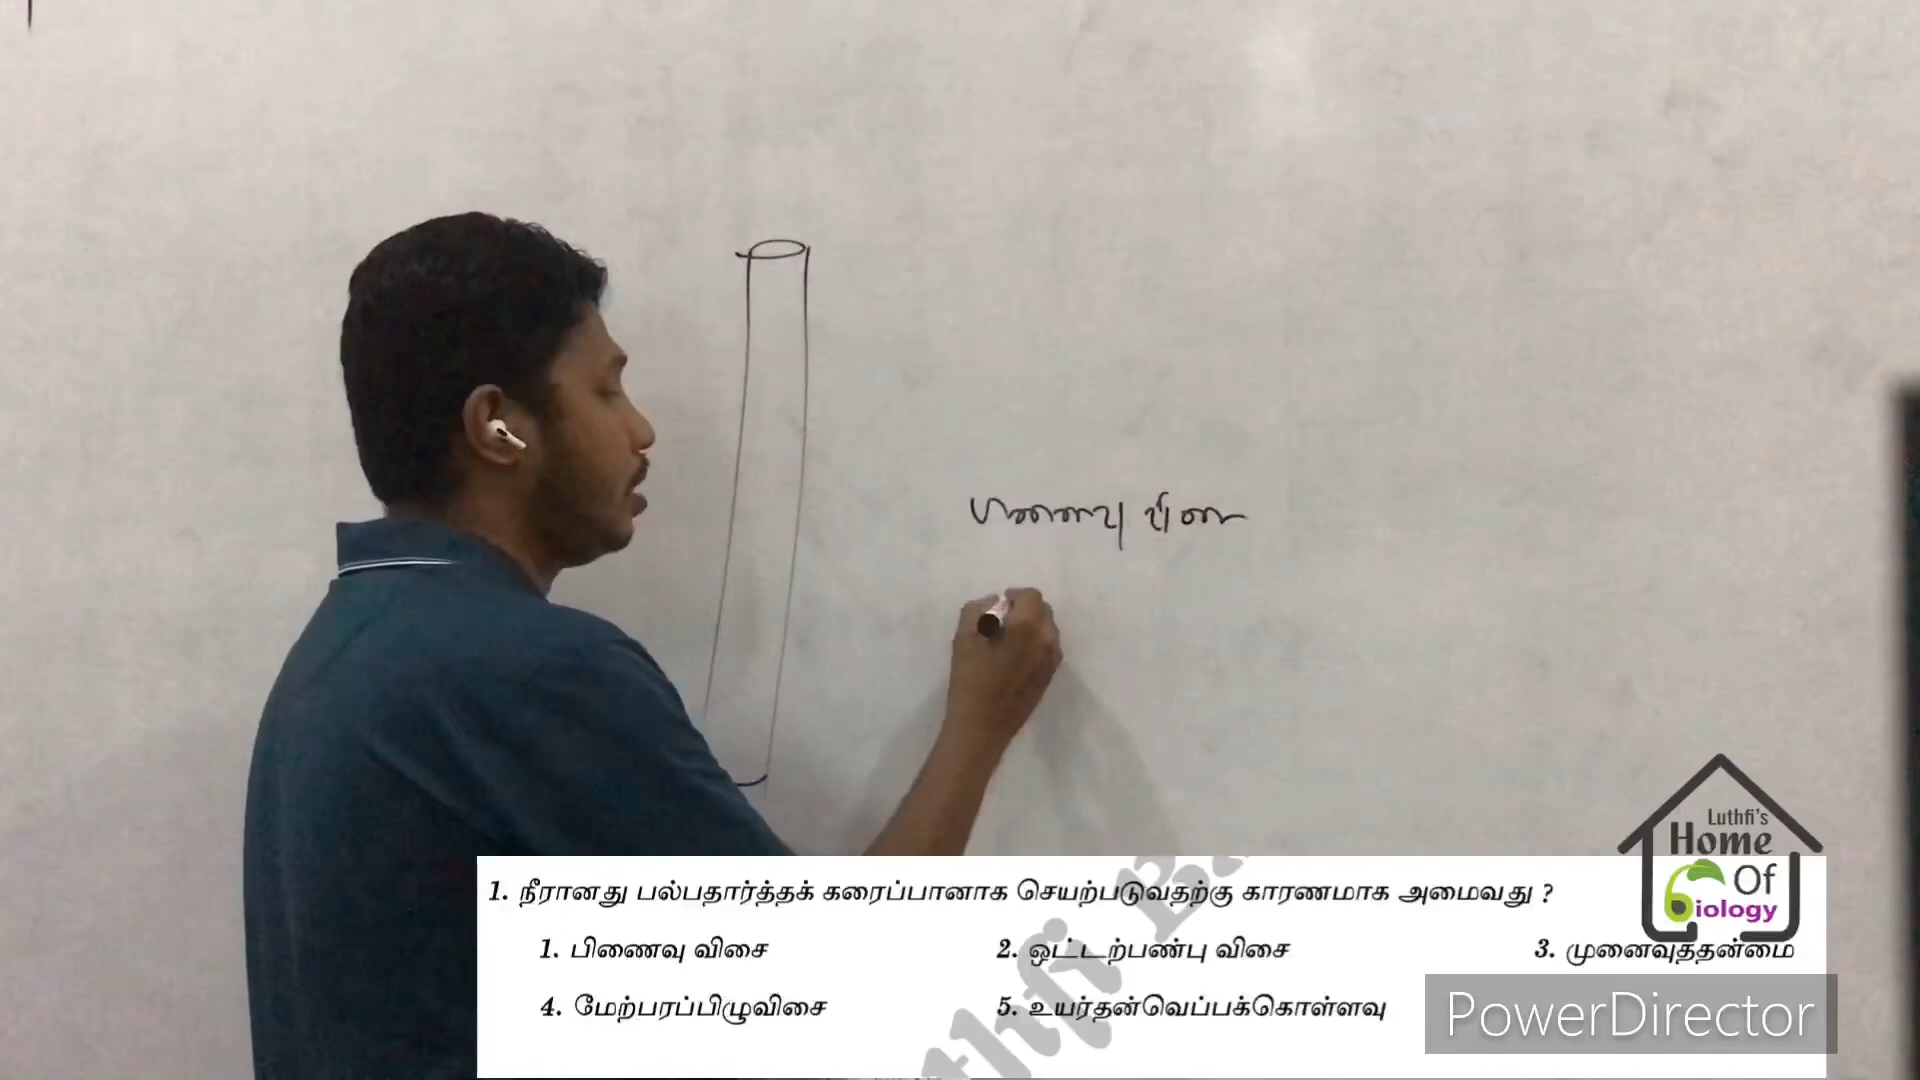 பிணைவு விசை
1. நீரானது பல்பதார்த்தக் கரைப்பானாக செயற்படுவதற்கு காரணமாக அமைவது ?
1. பிணைவு விசை 2. ஒட்டற்பண்பு விசை 3. முனைவுத்தன்மை
4. மேற்பரப்பிழுவிசை 5. உயர்தன்வெப்பக்கொள்ளவு
Luthfi's
Home
Of
Biology
PowerDirector